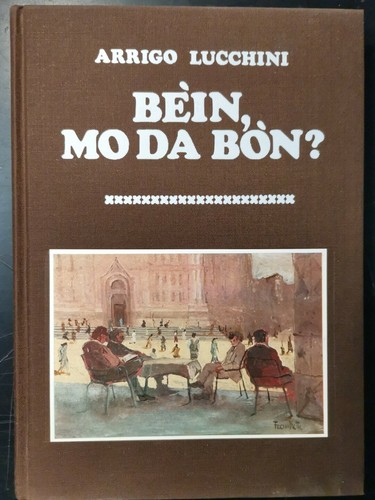 ARRIGO LUCCHINI
BÈIN,
MO DA BÒN?